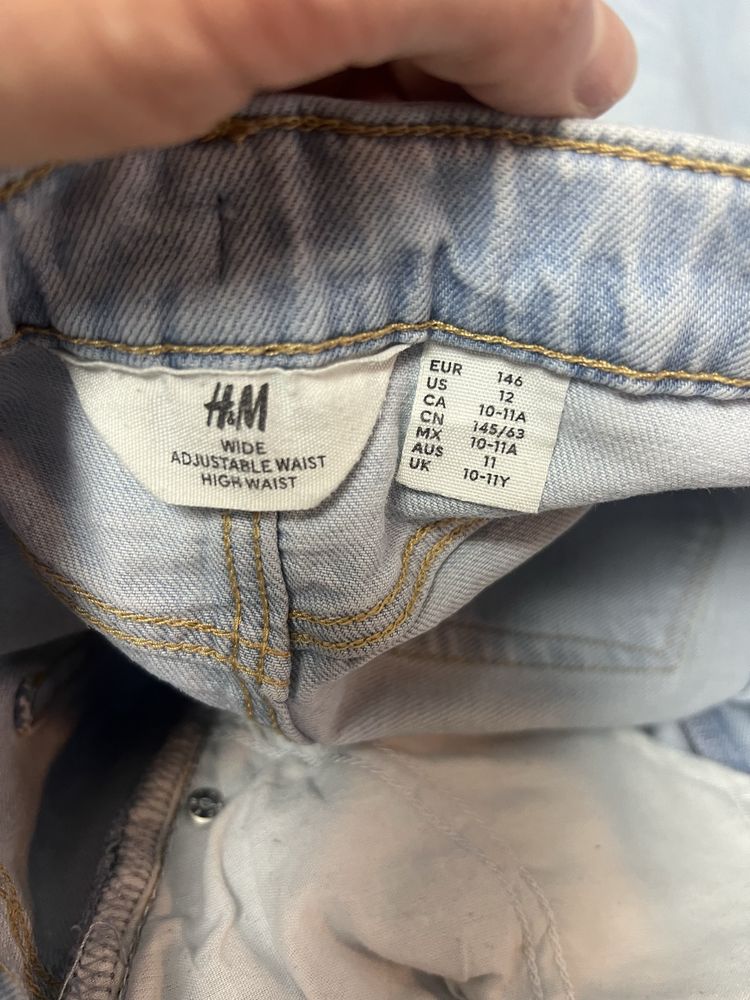 H&M
WIDE
ADJUSTABLE WAIST
HIGH WAIST
EUR 146
US 12
CA 10-11A
CN 145/63
MX 10-11A
AUS 11
UK 10-11Y